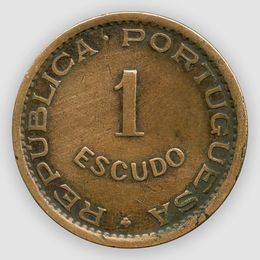 REPUBLICA · PORTUGUESA
1
ESCUDO